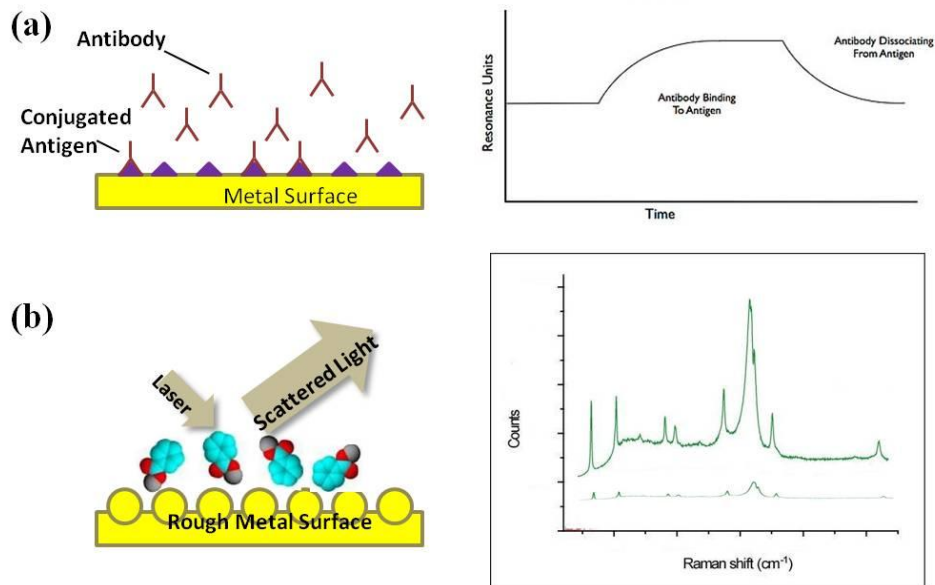 (a)
Antibody
Conjugated
Antigen
Metal Surface
Resonance Units
Antibody Binding
To Antigen
Antibody Dissociating
From Antigen
Time
(b)
Laser
Scattered Light
Rough Metal Surface
Counts
Raman shift (cm⁻¹)